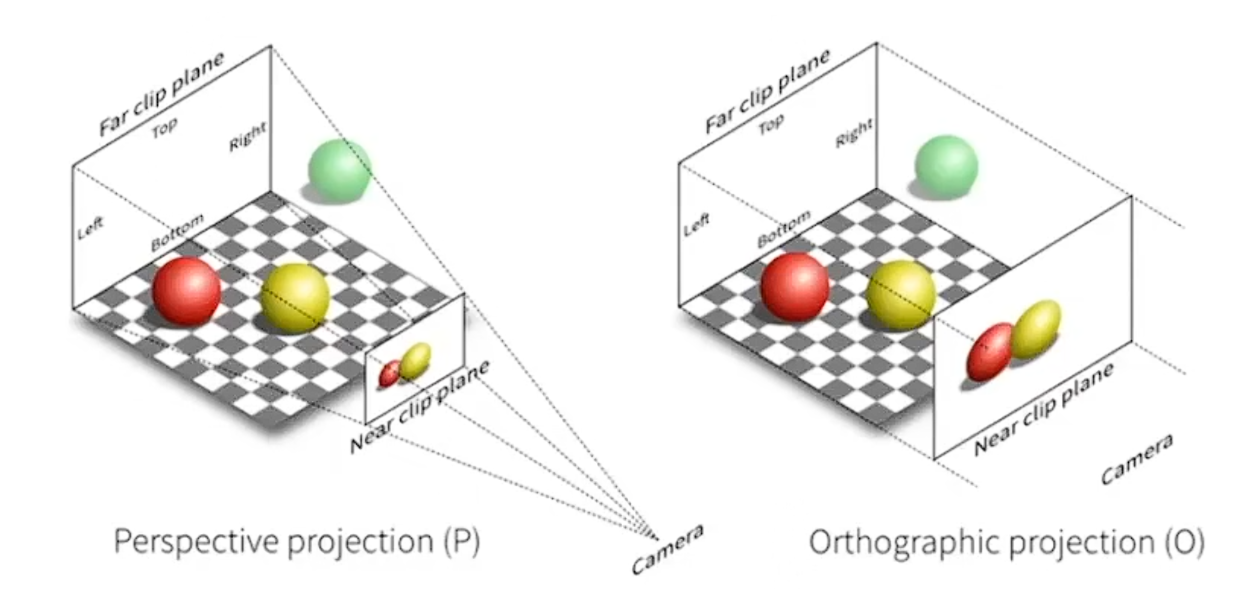 Far clip plane
Top
Right
Left
Bottom
Near clip plane
Camera
Perspective projection (P)
Far clip plane
Top
Right
Left
Bottom
Near clip plane
Camera
Orthographic projection (O)